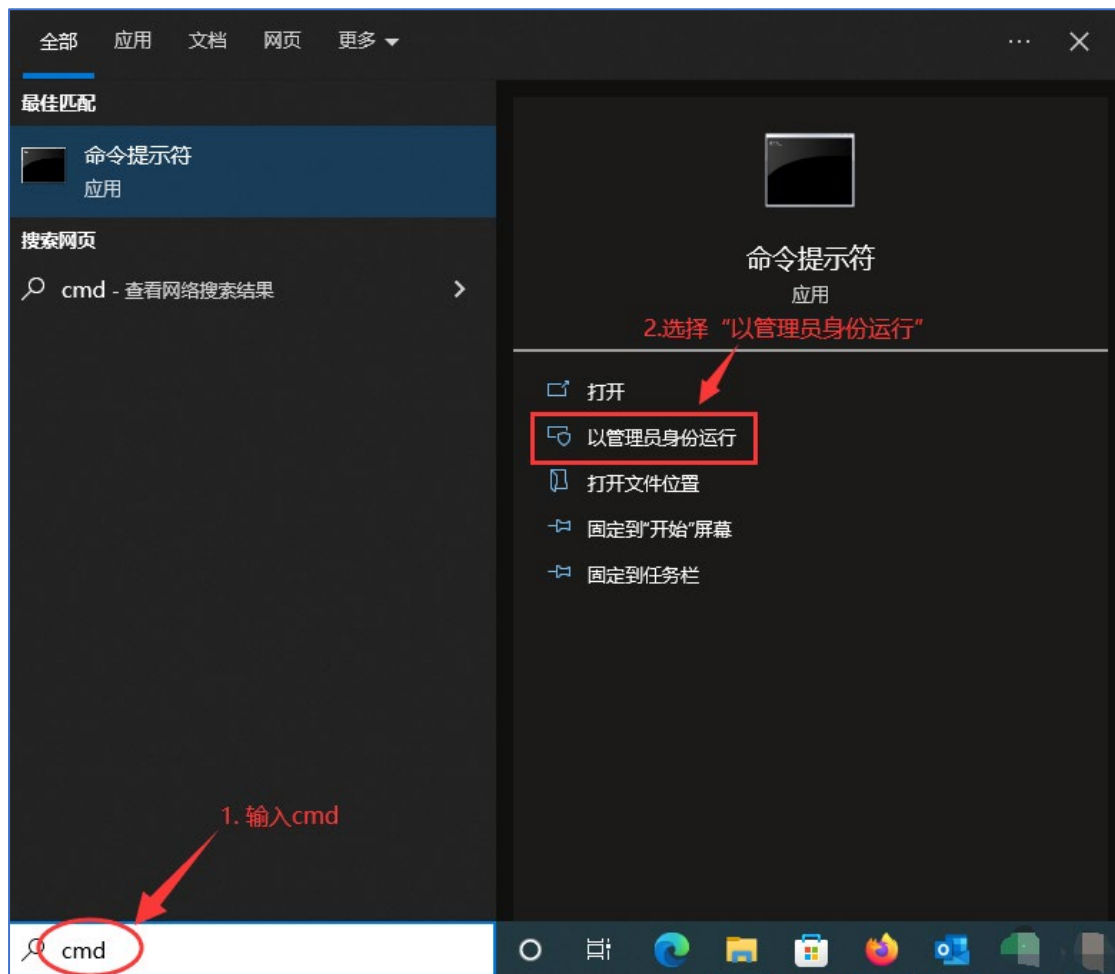 全部 应用 文档 网页 更多
最佳匹配
命令提示符
应用
搜索网页
cmd - 查看网络搜索结果
命令提示符
应用
2.选择“以管理员身份运行”
打开
以管理员身份运行
打开文件位置
固定到“开始”屏幕
固定到任务栏
1. 输入cmd
cmd